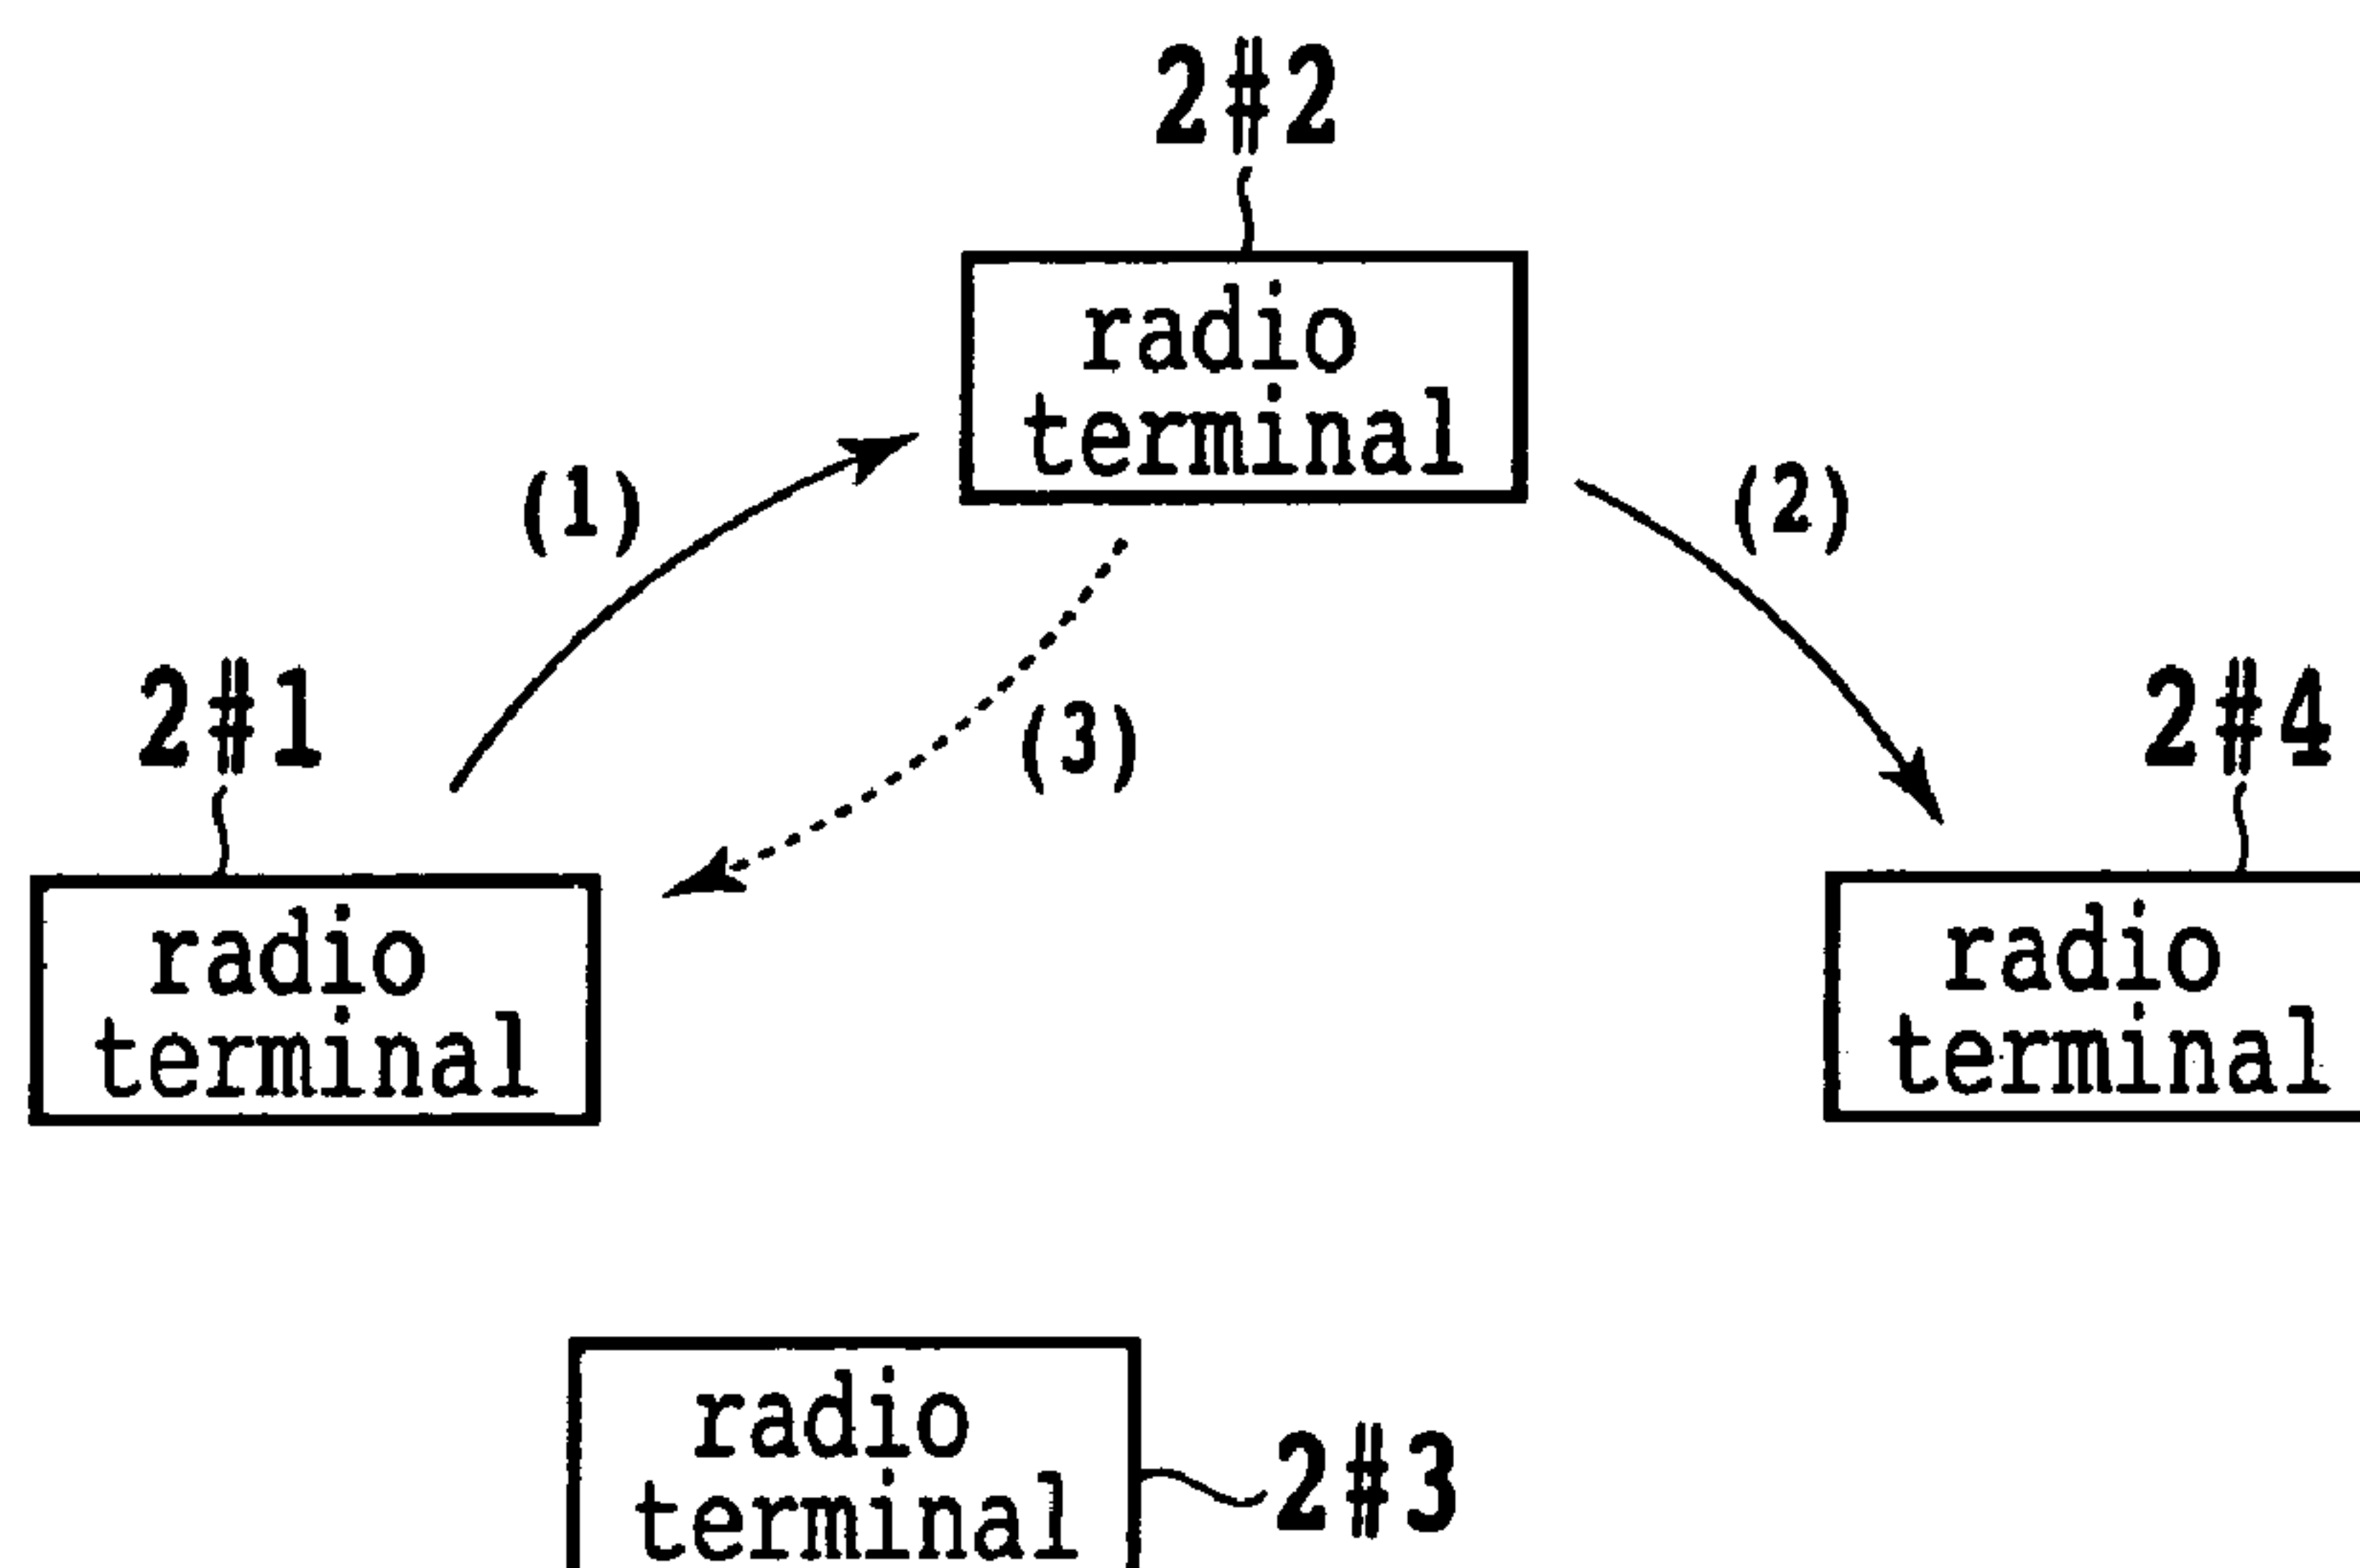 2#2
radio
terminal
(1)
(2)
2#1
(3)
2#4
radio
terminal
radio
terminal
radio
terminal
2#3